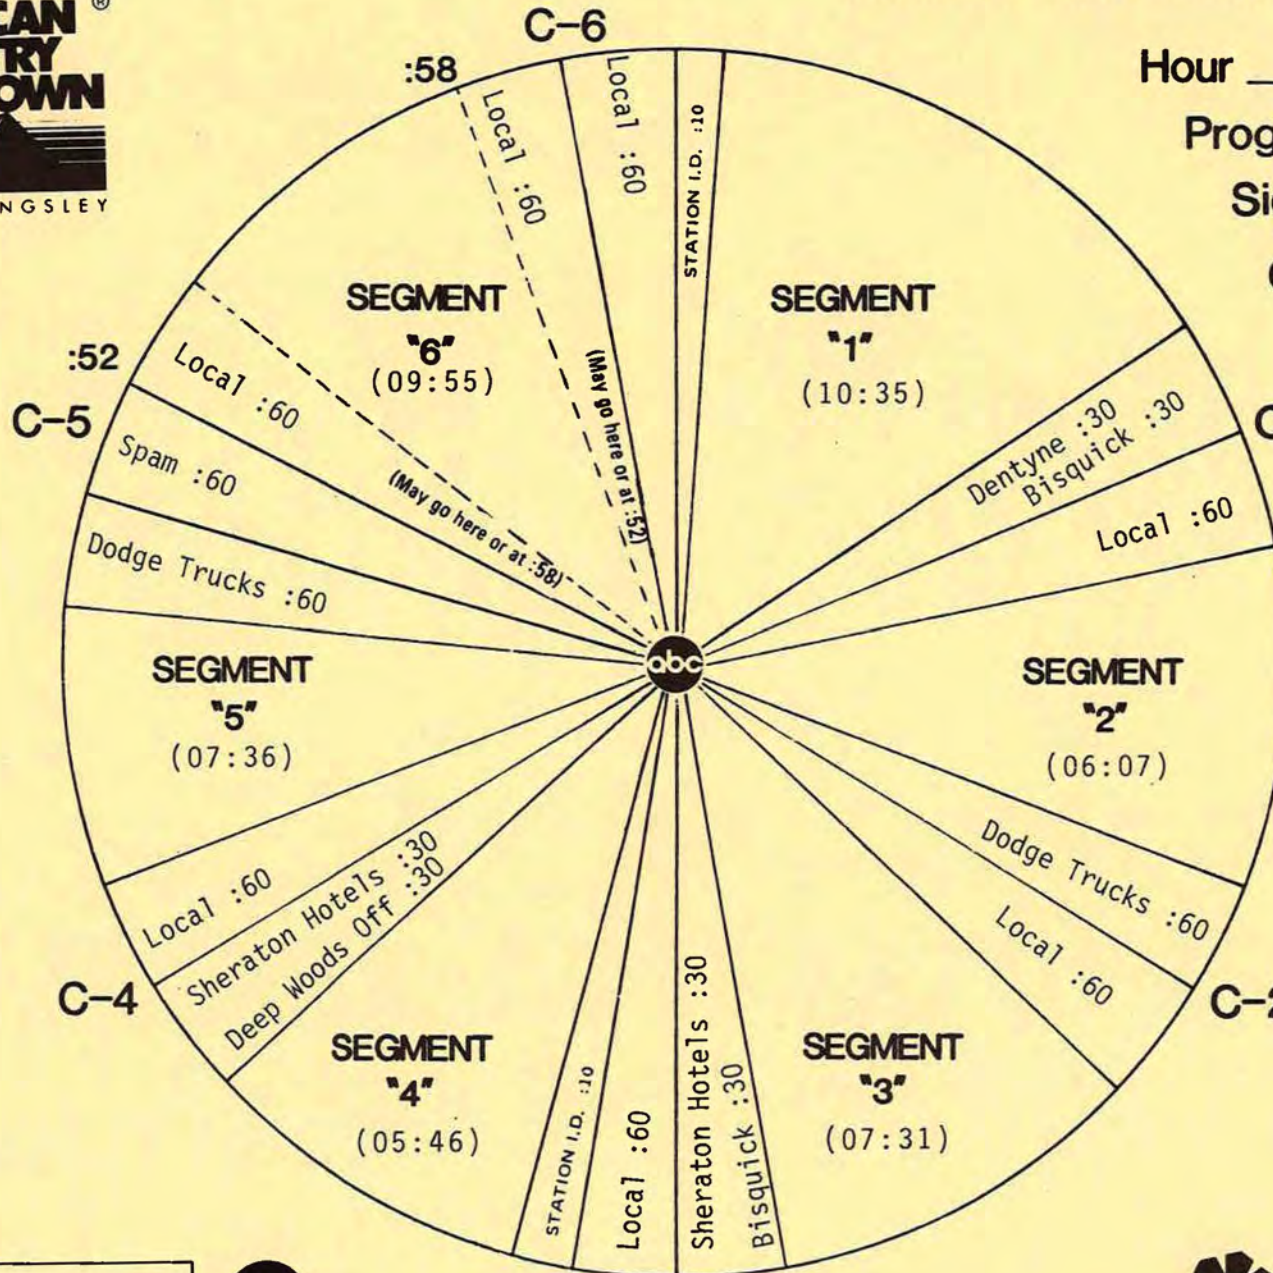 C-6
®
CAN
TRY
OWN
NGSLEY
:58
Hour
Local :60
Local :60
STATION I.D. :10
SEGMENT
"1"
(10:35)
Dentyne :30
Bisquick :30
Local :60
SEGMENT
"2"
(06:07)
Dodge Trucks :60
Local :60
SEGMENT
"3"
(07:31)
Sheraton Hotels :30
Bisquick :30
Local :60
STATION I.D. :10
SEGMENT
"4"
(05:46)
Deep Woods Off :30
Sheraton Hotels :30
C-4
Local :60
SEGMENT
"5"
(07:36)
Dodge Trucks :60
Spam :60
C-5
:52
Local :60
(May go here or at :58)
SEGMENT
"6"
(09:55)
(May go here or at :52)
abc